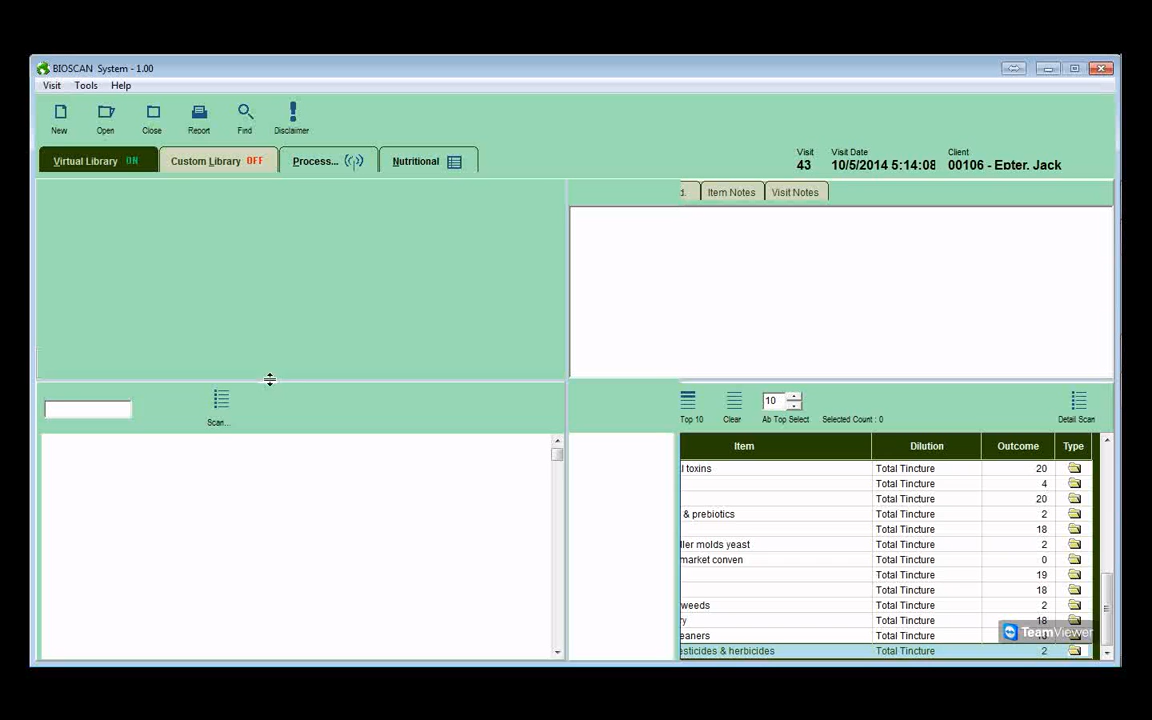 BIOSCAN System - 1.00
Visit Tools Help
New Open Close Report Find Disclaimer
Virtual Library ON Custom Library OFF Process... Nutritional
Visit Visit Date Client
43 10/5/2014 5:14:08 00106 - Epter, Jack
d. Item Notes Visit Notes
Scan...
10
Top 10 Clear Ab Top Select Selected Count : 0 Detail Scan
Item Dilution Outcome Type
l toxins Total Tincture 20
Total Tincture 4
Total Tincture 20
& prebiotics Total Tincture 2
Total Tincture 18
ller molds yeast Total Tincture 2
market conven Total Tincture 0
Total Tincture 19
Total Tincture 18
weeds Total Tincture 2
ry Total Tincture 18
eaners Total Tincture
TeamViewer
esticides & herbicides Total Tincture 2